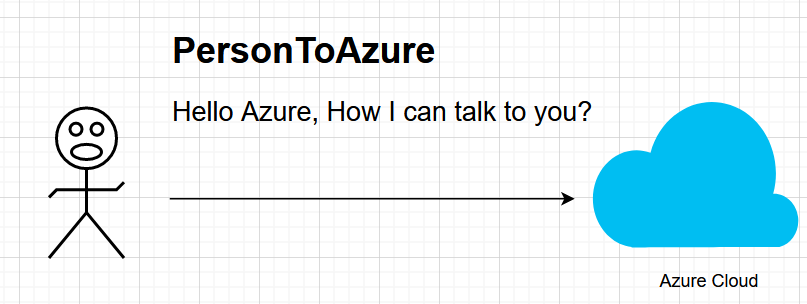 PersonToAzure
Hello Azure, How I can talk to you?
Azure Cloud